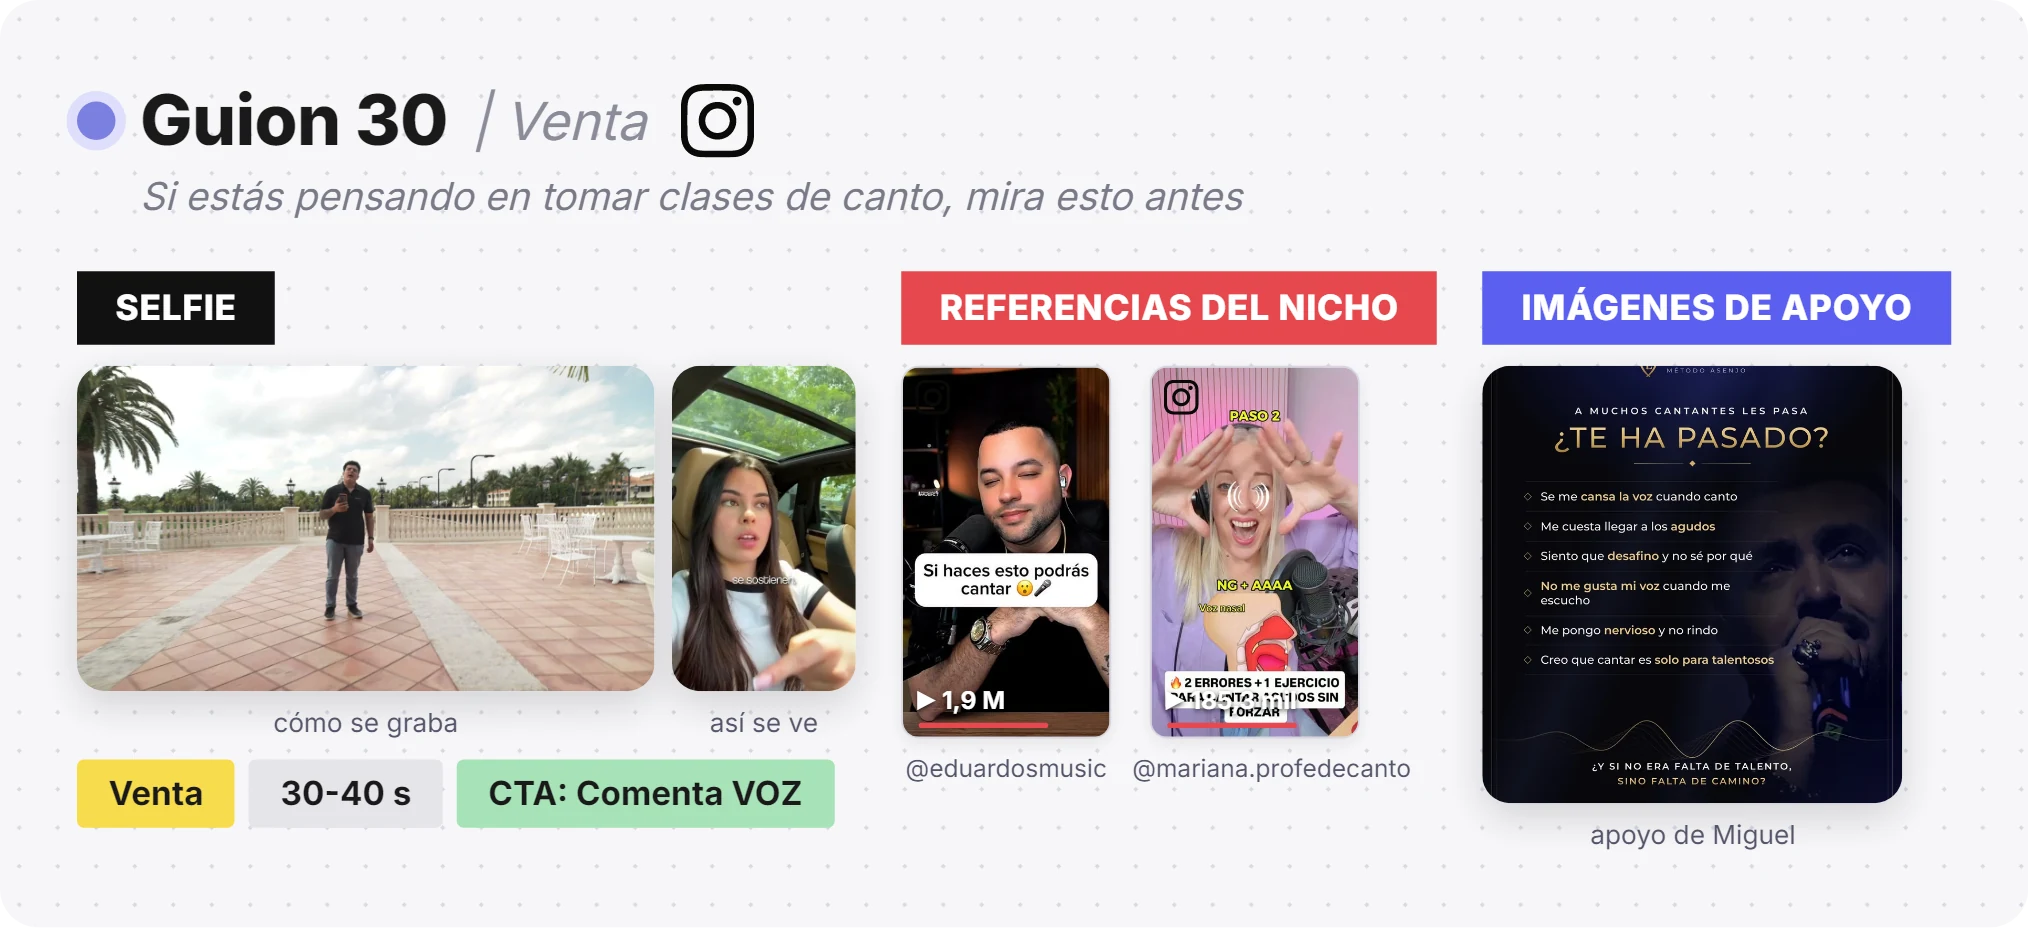 Guion 30 | Venta
Si estás pensando en tomar clases de canto, mira esto antes
SELFIE
se sostienen
cómo se graba
así se ve
Venta
30-40 s
CTA: Comenta VOZ
REFERENCIAS DEL NICHO
Si haces esto podrás
cantar 😮🎤
1,9 M
@eduardosmusic
PASO 2
NG + AAAA
Voz nasal
🔥 2 ERRORES + 1 EJERCICIO
SIN
FORZAR
185,3 mil
@mariana.profedecanto
IMÁGENES DE APOYO
MÉTODO ASENJO
A MUCHOS CANTANTES LES PASA
¿TE HA PASADO?
Se me cansa la voz cuando canto
Me cuesta llegar a los agudos
Siento que desafino y no sé por qué
No me gusta mi voz cuando me
escucho
Me pongo nervioso y no rindo
Creo que cantar es solo para talentosos
¿Y SI NO ERA FALTA DE TALENTO,
SINO FALTA DE CAMINO?
apoyo de Miguel